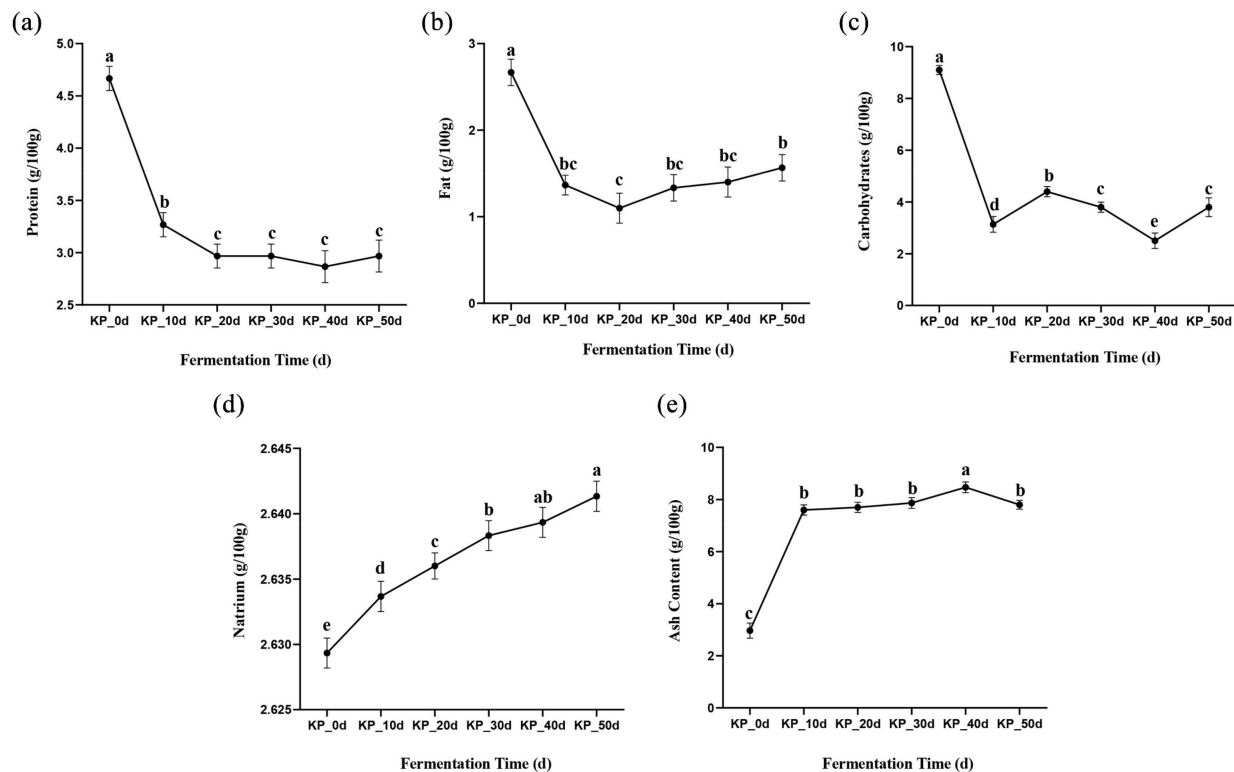 (a)
Protein (g/100g)
5.0
4.5
4.0
3.5
3.0
2.5
a
b
c
c
c
c
KP_0d KP_10d KP_20d KP_30d KP_40d KP_50d
Fermentation Time (d)
(b)
Fat (g/100g)
3
2
1
0
a
bc
c
bc
bc
b
KP_0d KP_10d KP_20d KP_30d KP_40d KP_50d
Fermentation Time (d)
(c)
Carbohydrates (g/100g)
10
8
6
4
2
0
a
d
b
c
e
c
KP_0d KP_10d KP_20d KP_30d KP_40d KP_50d
Fermentation Time (d)
(d)
Natrium (g/100g)
2.645
2.640
2.635
2.630
2.625
e
d
c
b
ab
a
KP_0d KP_10d KP_20d KP_30d KP_40d KP_50d
Fermentation Time (d)
(e)
Ash Content (g/100g)
10
8
6
4
2
0
c
b
b
b
a
b
KP_0d KP_10d KP_20d KP_30d KP_40d KP_50d
Fermentation Time (d)